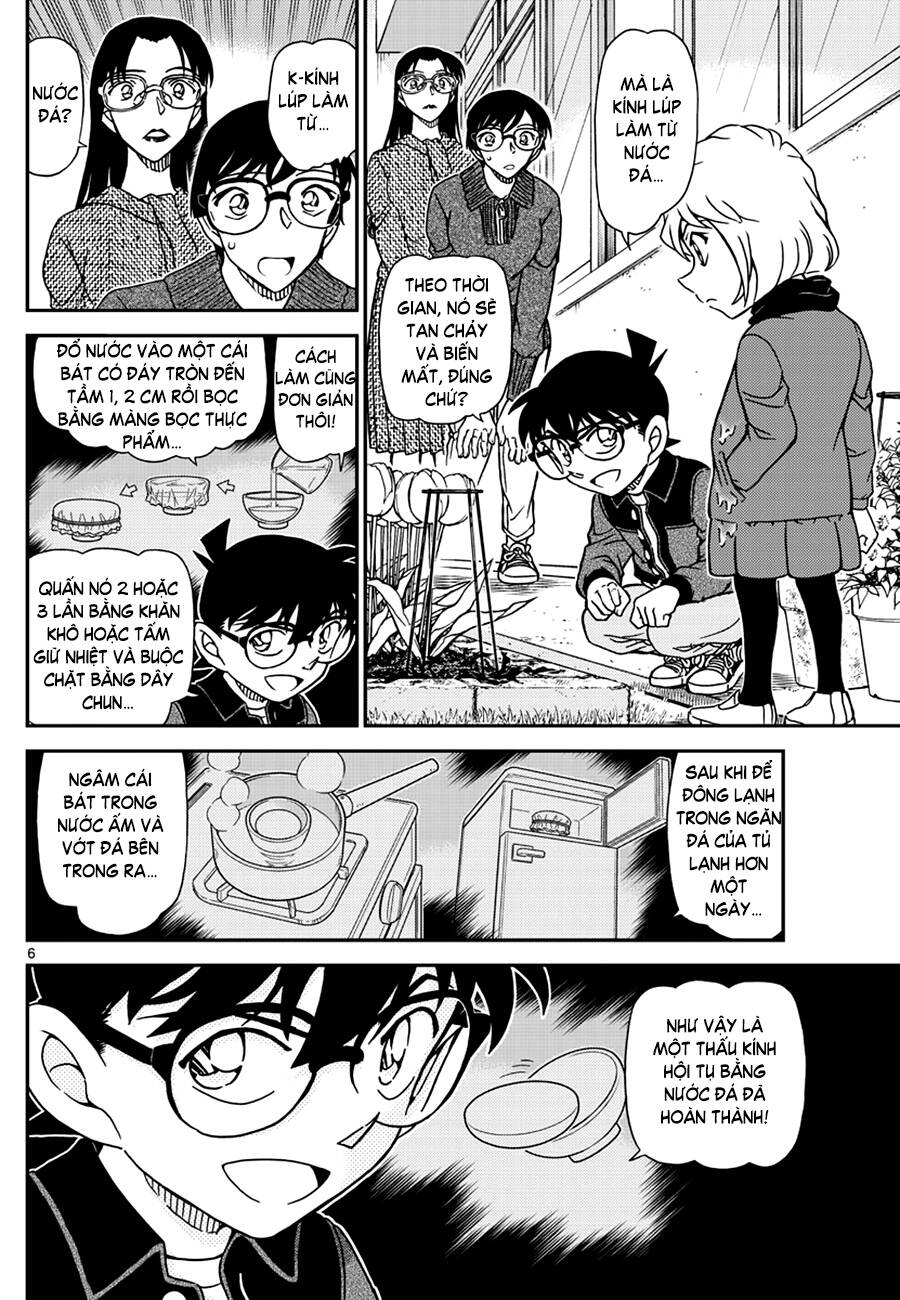 MÀ LÀ
KÍNH LÚP
LÀM TỪ
NƯỚC
ĐÁ...
THEO THỜI
GIAN, NÓ SẼ
TAN CHẢY
VÀ BIẾN
MẤT, ĐÚNG
CHỨ?
K-KÍNH
LÚP LÀM
TỪ...
NƯỚC
ĐÁ?
CÁCH
LÀM CŨNG
ĐƠN GIẢN
THÔI!
ĐỔ NƯỚC VÀO MỘT CÁI
BÁT CÓ ĐÁY TRÒN ĐẾN
TẦM 1, 2 CM RỒI BỌC
BẰNG MÀNG BỌC THỰC
PHẨM...
QUẤN NÓ 2 HOẶC
3 LẦN BẰNG KHĂN
KHÔ HOẶC TẤM
GIỮ NHIỆT VÀ BUỘC
CHẶT BẰNG DÂY
CHUN...
SAU KHI ĐỂ
ĐÔNG LẠNH
TRONG NGĂN
ĐÁ CỦA TỦ
LẠNH HƠN
MỘT
NGÀY...
NGÂM CÁI
BÁT TRONG
NƯỚC ẤM VÀ
VỚT ĐÁ BÊN
TRONG RA...
6
NHƯ VẬY LÀ
MỘT THẤU KÍNH
HỘI TỤ BẰNG
NƯỚC ĐÁ ĐÃ
HOÀN THÀNH!